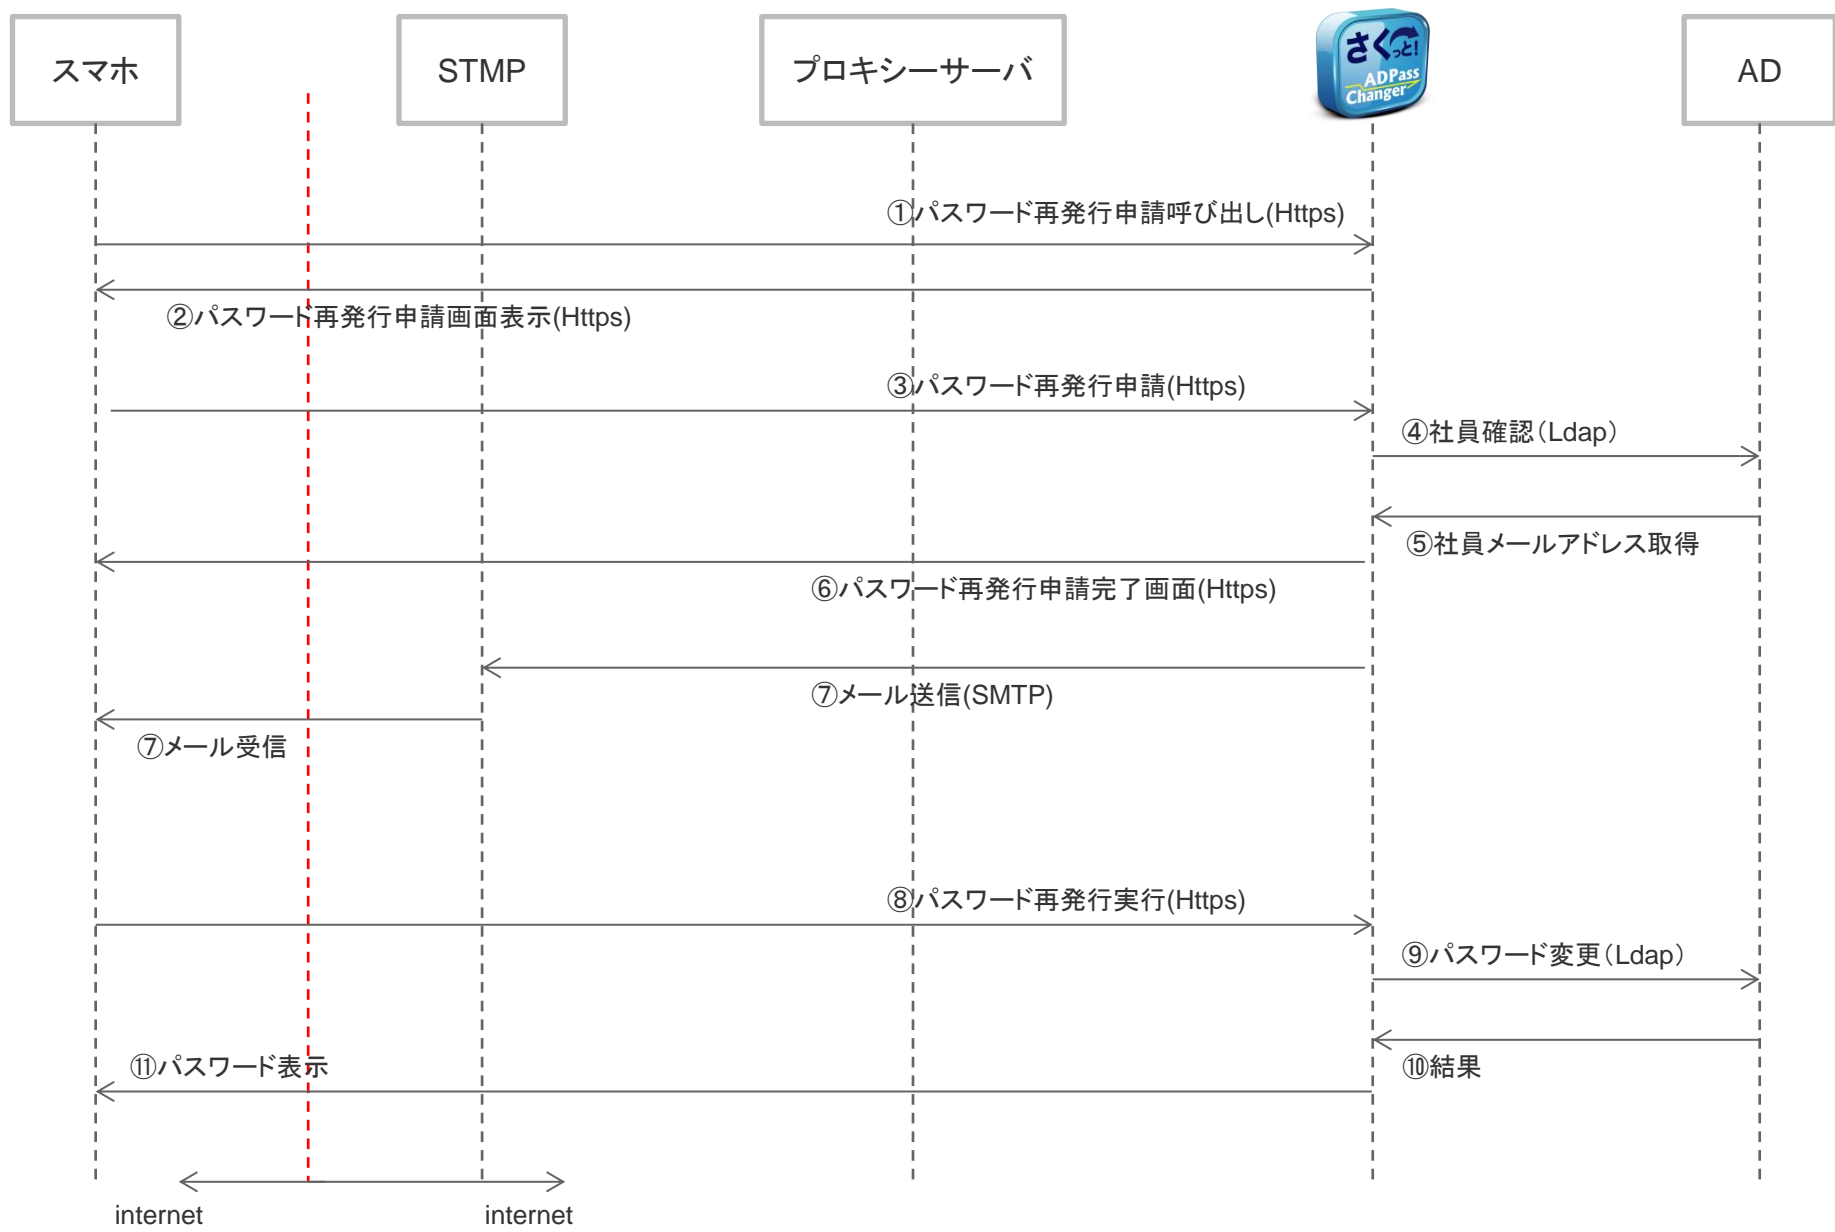 スマホ
STMP
プロキシーサーバ
さくっと!
ADPass
Changer
AD
①パスワード再発行申請呼び出し(Https)
②パスワード再発行申請画面表示(Https)
③パスワード再発行申請(Https)
④社員確認（Ldap）
⑤社員メールアドレス取得
⑥パスワード再発行申請完了画面(Https)
⑦メール送信(SMTP)
⑦メール受信
⑧パスワード再発行実行(Https)
⑨パスワード変更（Ldap）
⑩結果
⑪パスワード表示
internet
internet